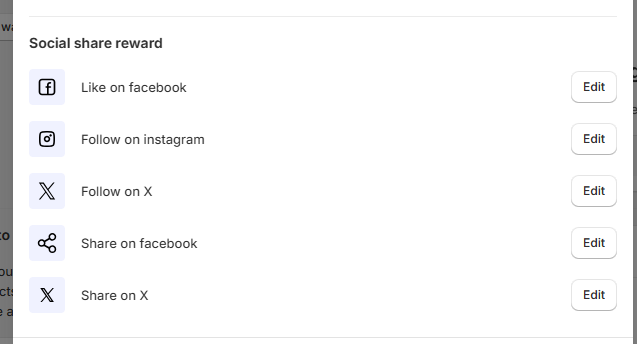 Social share reward
Like on facebook
Edit
Follow on instagram
Edit
Follow on X
Edit
Share on facebook
Edit
Share on X
Edit